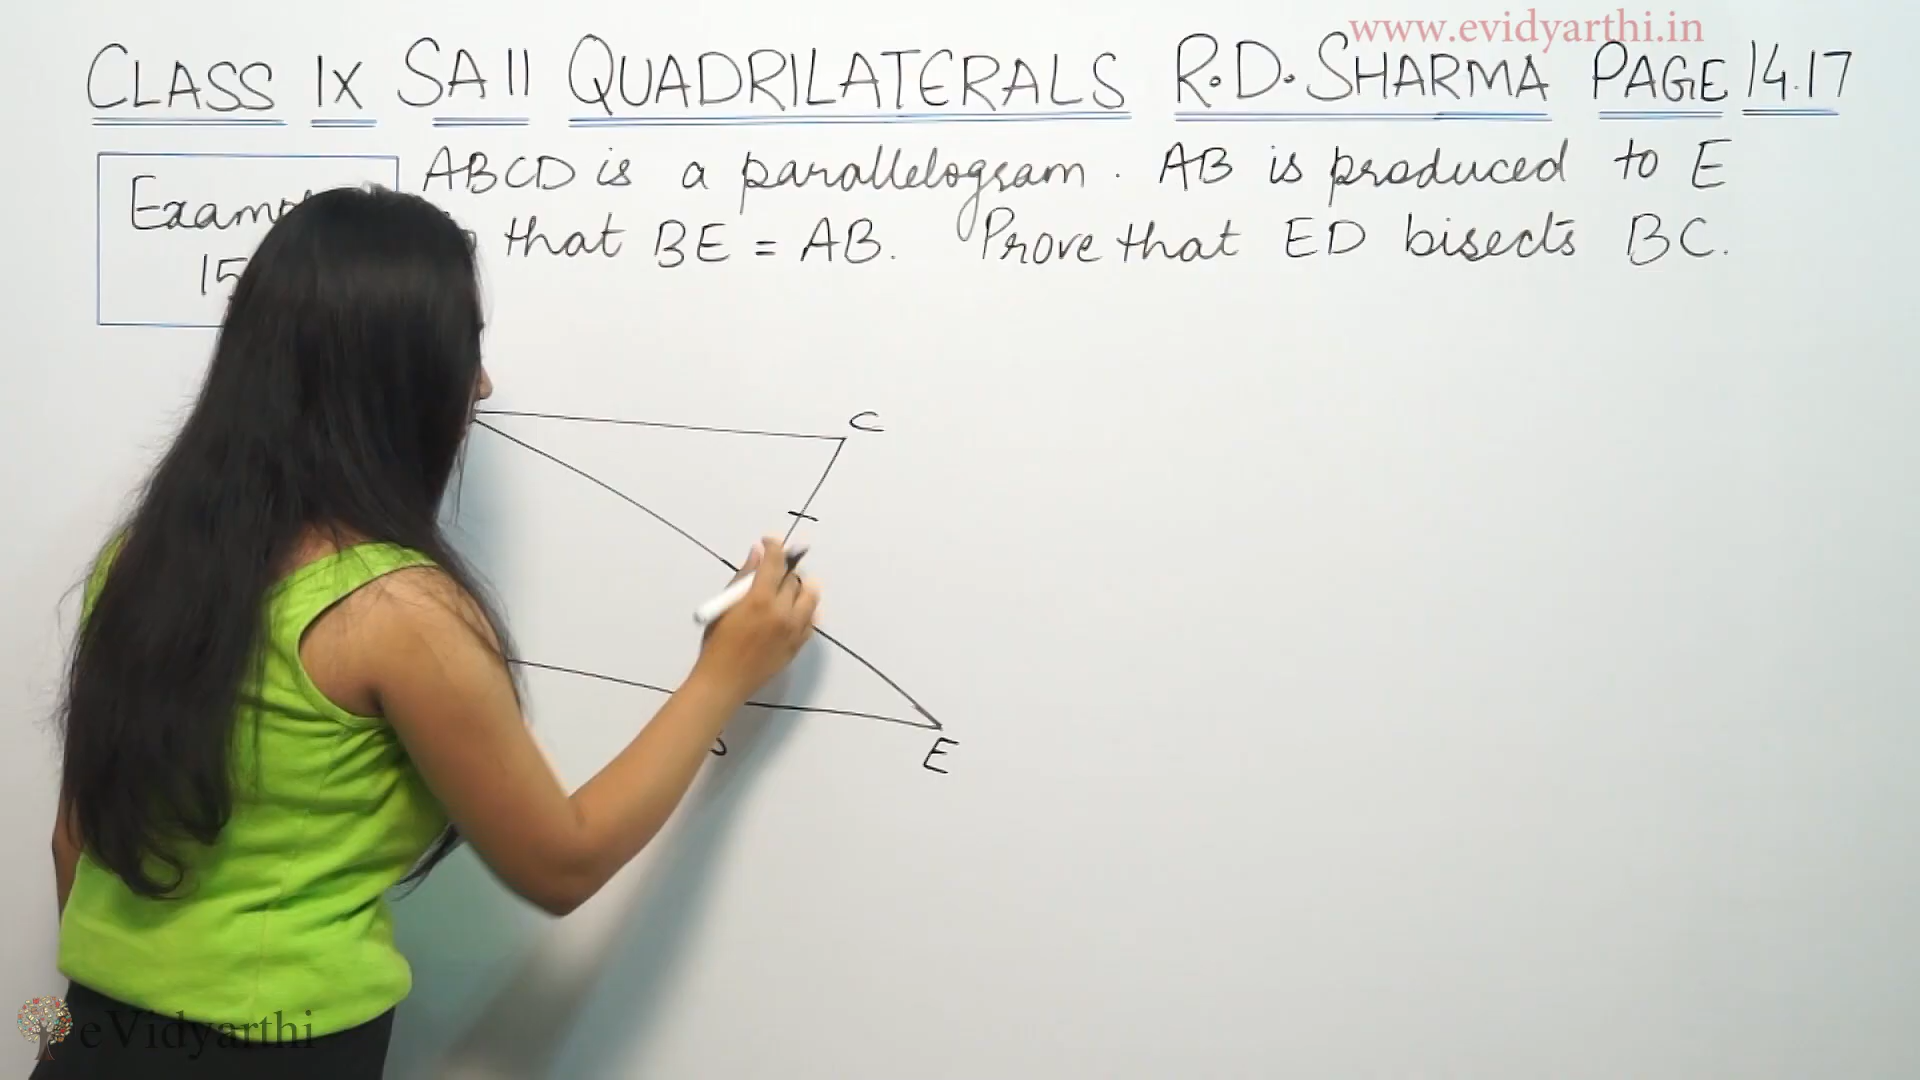 www.evidyarthi.in
CLASS IX SA II QUADRILATERALS R.D. SHARMA PAGE 14.17
ABCD is a parallelogram. AB is produced to E
that BE = AB. Prove that ED bisects BC.
15
C
E
eVidyarthi